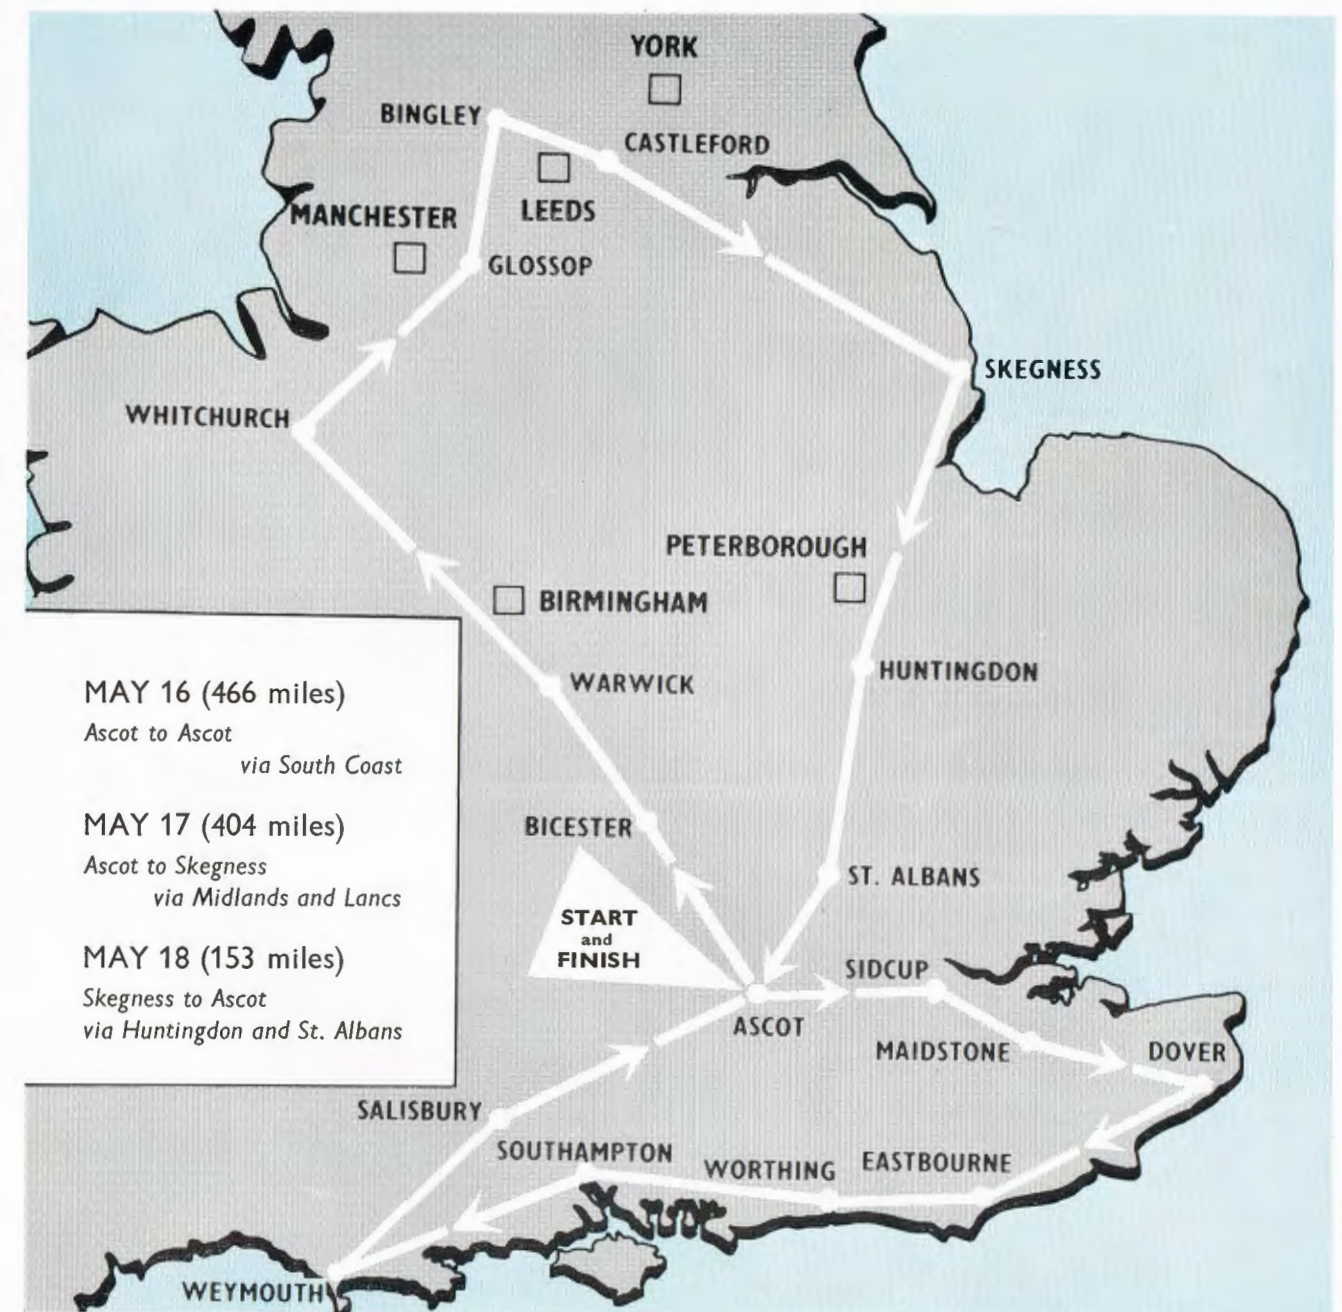 YORK
BINGLEY
CASTLEFORD
MANCHESTER
LEEDS
GLOSSOP
SKEGNESS
WHITCHURCH
PETERBOROUGH
BIRMINGHAM
HUNTINGDON
WARWICK
MAY 16 (466 miles)
Ascot to Ascot
via South Coast
MAY 17 (404 miles)
Ascot to Skegness
via Midlands and Lancs
MAY 18 (153 miles)
Skegness to Ascot
via Huntingdon and St. Albans
BICESTER
ST. ALBANS
START
and
FINISH
SIDCUP
ASCOT
MAIDSTONE
DOVER
SALISBURY
SOUTHAMPTON
WORTHING
EASTBOURNE
WEYMOUTH